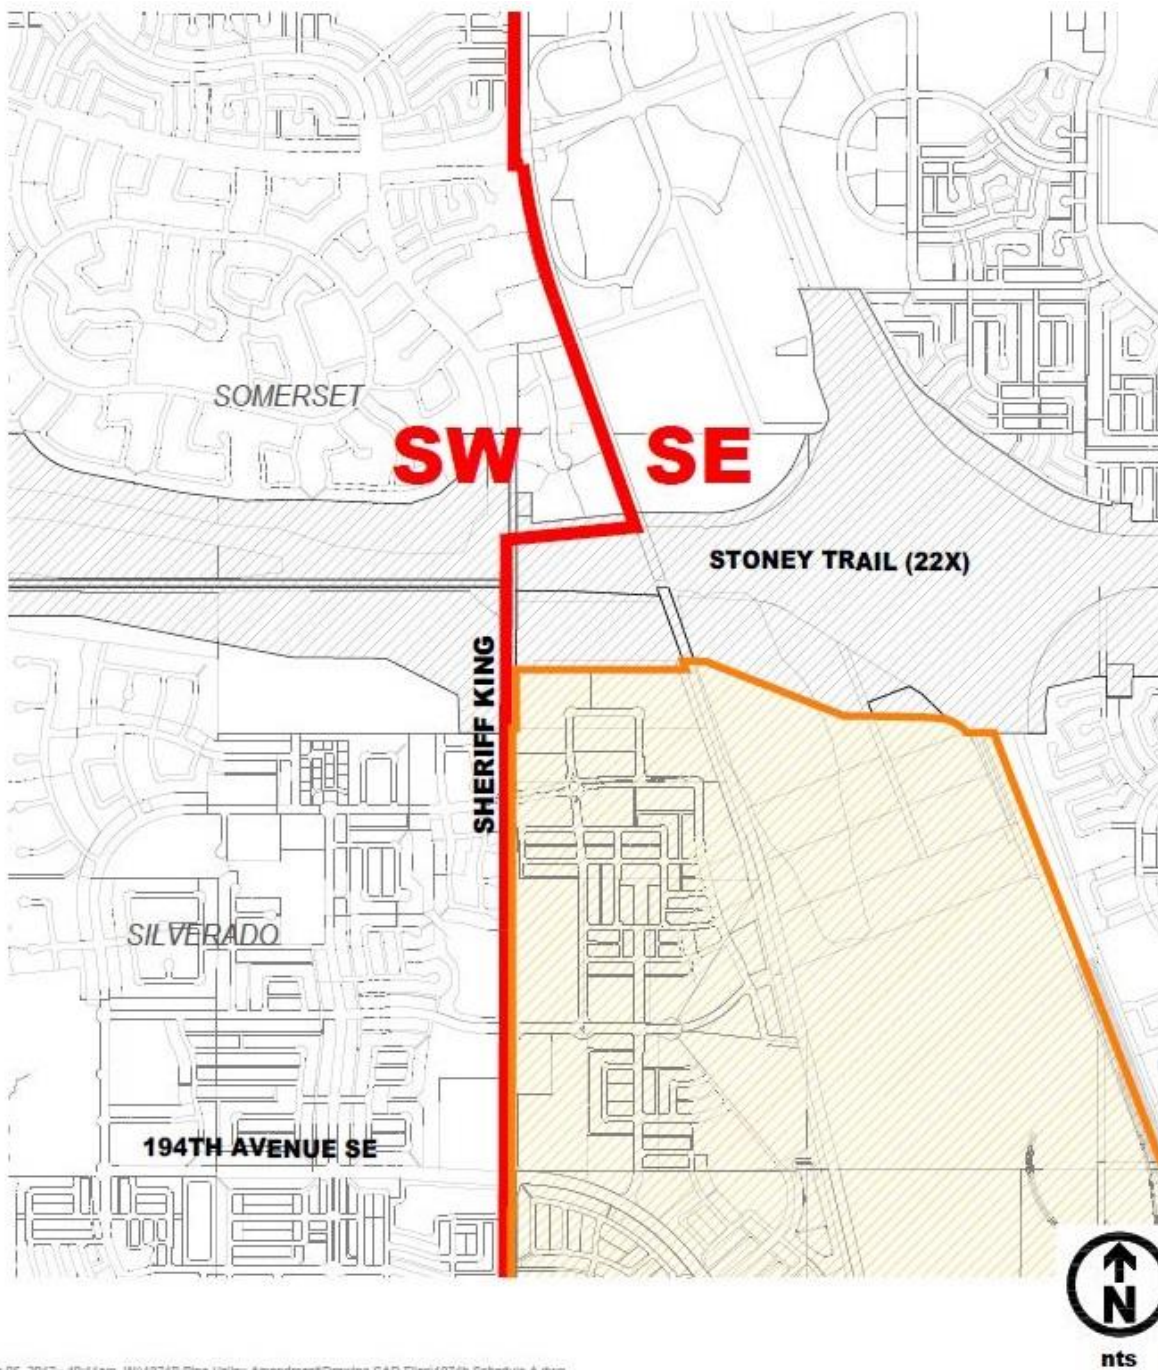 SOMERSET
SW
SE
STONEY TRAIL (22X)
SHERIFF KING
SILVERADO
194TH AVENUE SE
N
nts